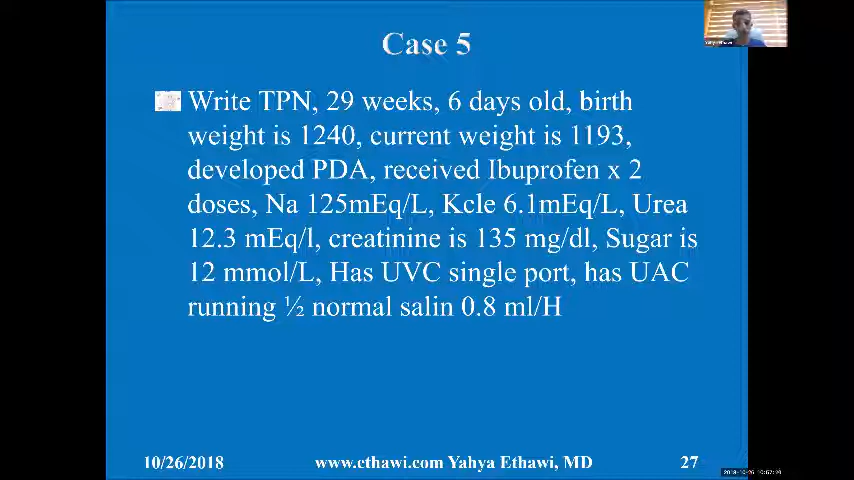 Case 5
Write TPN, 29 weeks, 6 days old, birth
weight is 1240, current weight is 1193,
developed PDA, received Ibuprofen x 2
doses, Na 125mEq/L, Kcle 6.1mEq/L, Urea
12.3 mEq/l, creatinine is 135 mg/dl, Sugar is
12 mmol/L, Has UVC single port, has UAC
running ½ normal salin 0.8 ml/H
10/26/2018
www.ethawi.com Yahya Ethawi, MD
27